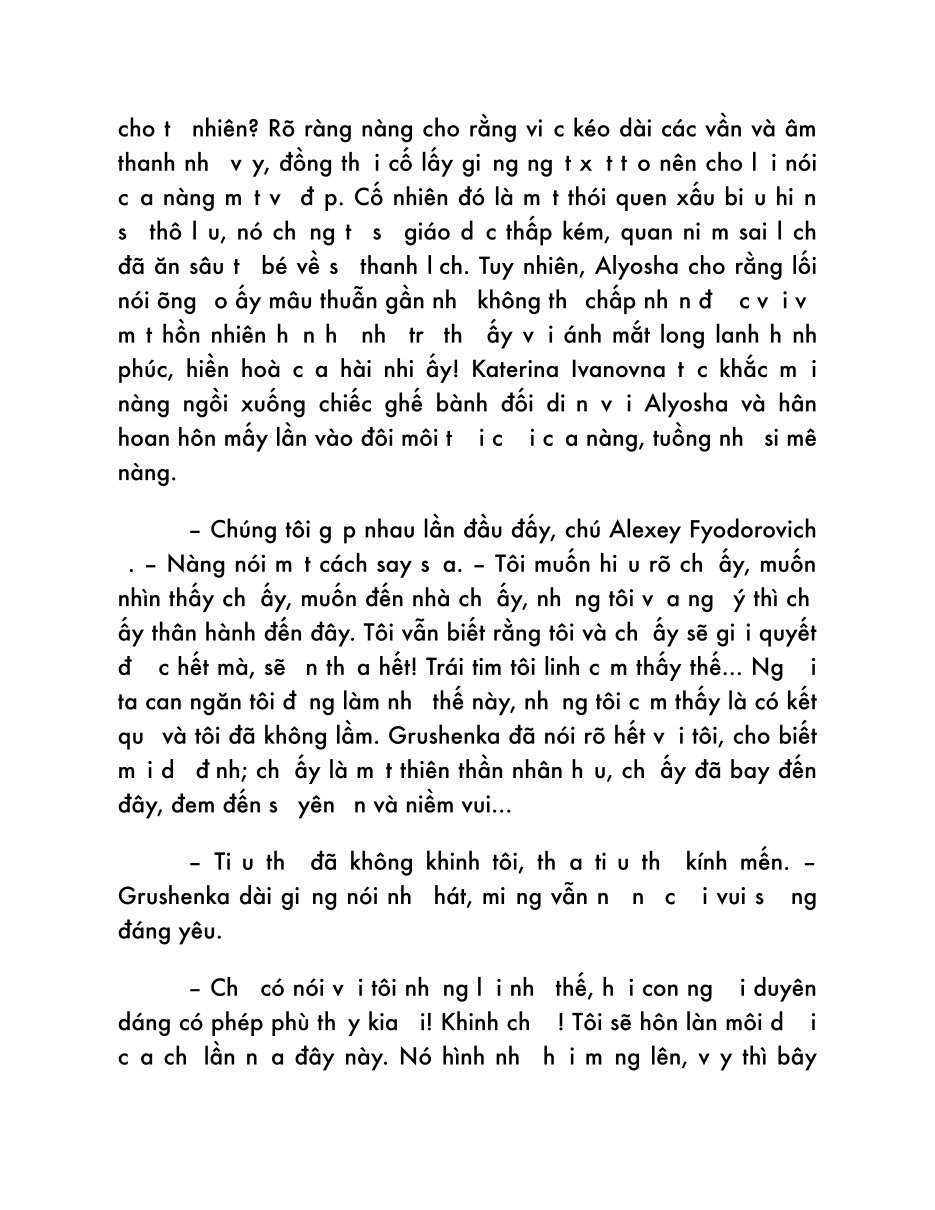 cho t nhiên? Rõ ràng nàng cho rằng vi c kéo dài các vần và âm
thanh nh v y, đồng th i cố lấy gi ng ng t x t t o nên cho l i nói
c a nàng m t v đ p. Cố nhiên đó là m t thói quen xấu bi u hi n
s thô l u, nó ch ng t s giáo d c thấp kém, quan ni m sai l ch
đã ăn sâu t bé về s thanh l ch. Tuy nhiên, Alyosha cho rằng lối
nói õng o ấy mâu thuẫn gần nh không th chấp nh n đ c v i v
m t hồn nhiên h n h nh tr th ấy v i ánh mắt long lanh h nh
phúc, hiền hoà c a hài nhi ấy! Katerina Ivanovna t c khắc m i
nàng ngồi xuống chiếc ghế bành đối di n v i Alyosha và hân
hoan hôn mấy lần vào đôi môi t i c i c a nàng, tuồng nh si mê
nàng.
– Chúng tôi g p nhau lần đầu đấy, chú Alexey Fyodorovich
. – Nàng nói m t cách say s a. – Tôi muốn hi u rõ ch ấy, muốn
nhìn thấy ch ấy, muốn đến nhà ch ấy, nh ng tôi v a ng ý thì ch
ấy thân hành đến đây. Tôi vẫn biết rằng tôi và ch ấy sẽ gi i quyết
đ c hết mà, sẽ n th a hết! Trái tim tôi linh c m thấy thế... Ng i
ta can ngăn tôi đ ng làm nh thế này, nh ng tôi c m thấy là có kết
qu và tôi đã không lầm. Grushenka đã nói rõ hết v i tôi, cho biết
m i d đ nh; ch ấy là m t thiên thần nhân h u, ch ấy đã bay đến
đây, đem đến s yên n và niềm vui...
– Ti u th đã không khinh tôi, th a ti u th kính mến. –
Grushenka dài gi ng nói nh hát, mi ng vẫn n n c i vui s ng
đáng yêu.
– Ch có nói v i tôi nh ng l i nh thế, h i con ng i duyên
dáng có phép phù th y kia i! Khinh ch ! Tôi sẽ hôn làn môi d i
c a ch lần n a đây này. Nó hình nh h i m ng lên, v y thì bây